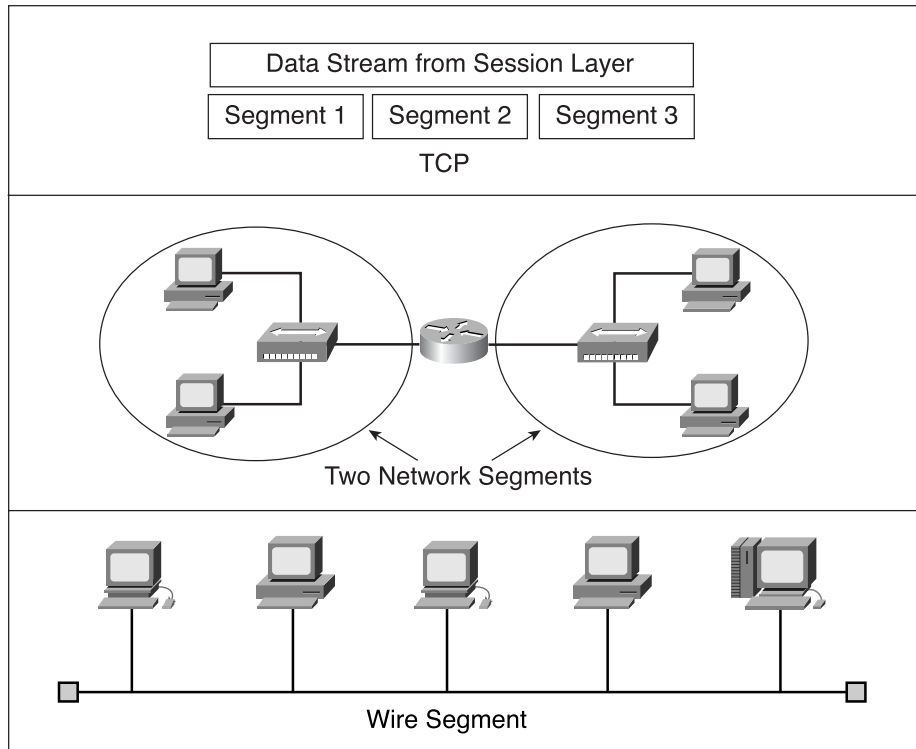 Data Stream from Session Layer
Segment 1 Segment 2 Segment 3
TCP
Two Network Segments
Wire Segment